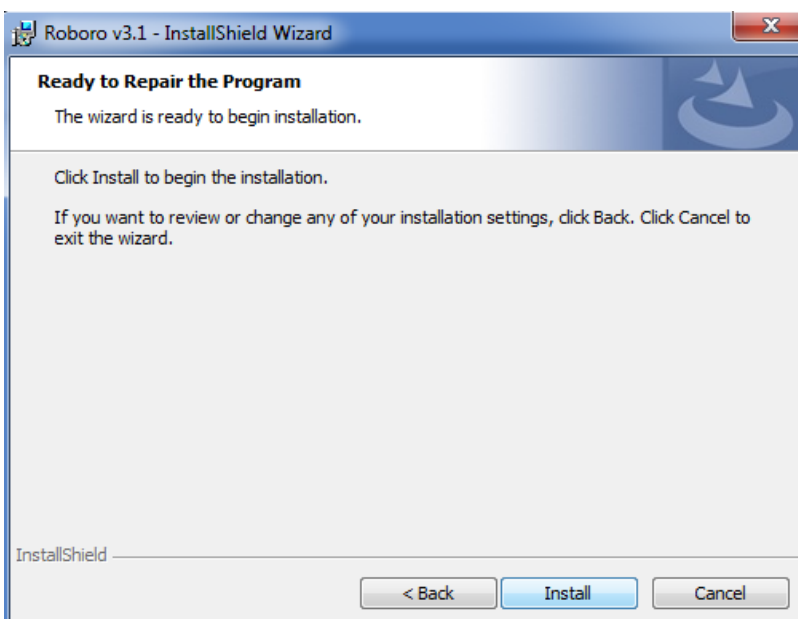 Roboro v3.1 - InstallShield Wizard
Ready to Repair the Program
The wizard is ready to begin installation.
Click Install to begin the installation.
If you want to review or change any of your installation settings, click Back. Click Cancel to
exit the wizard.
InstallShield
< Back Install Cancel